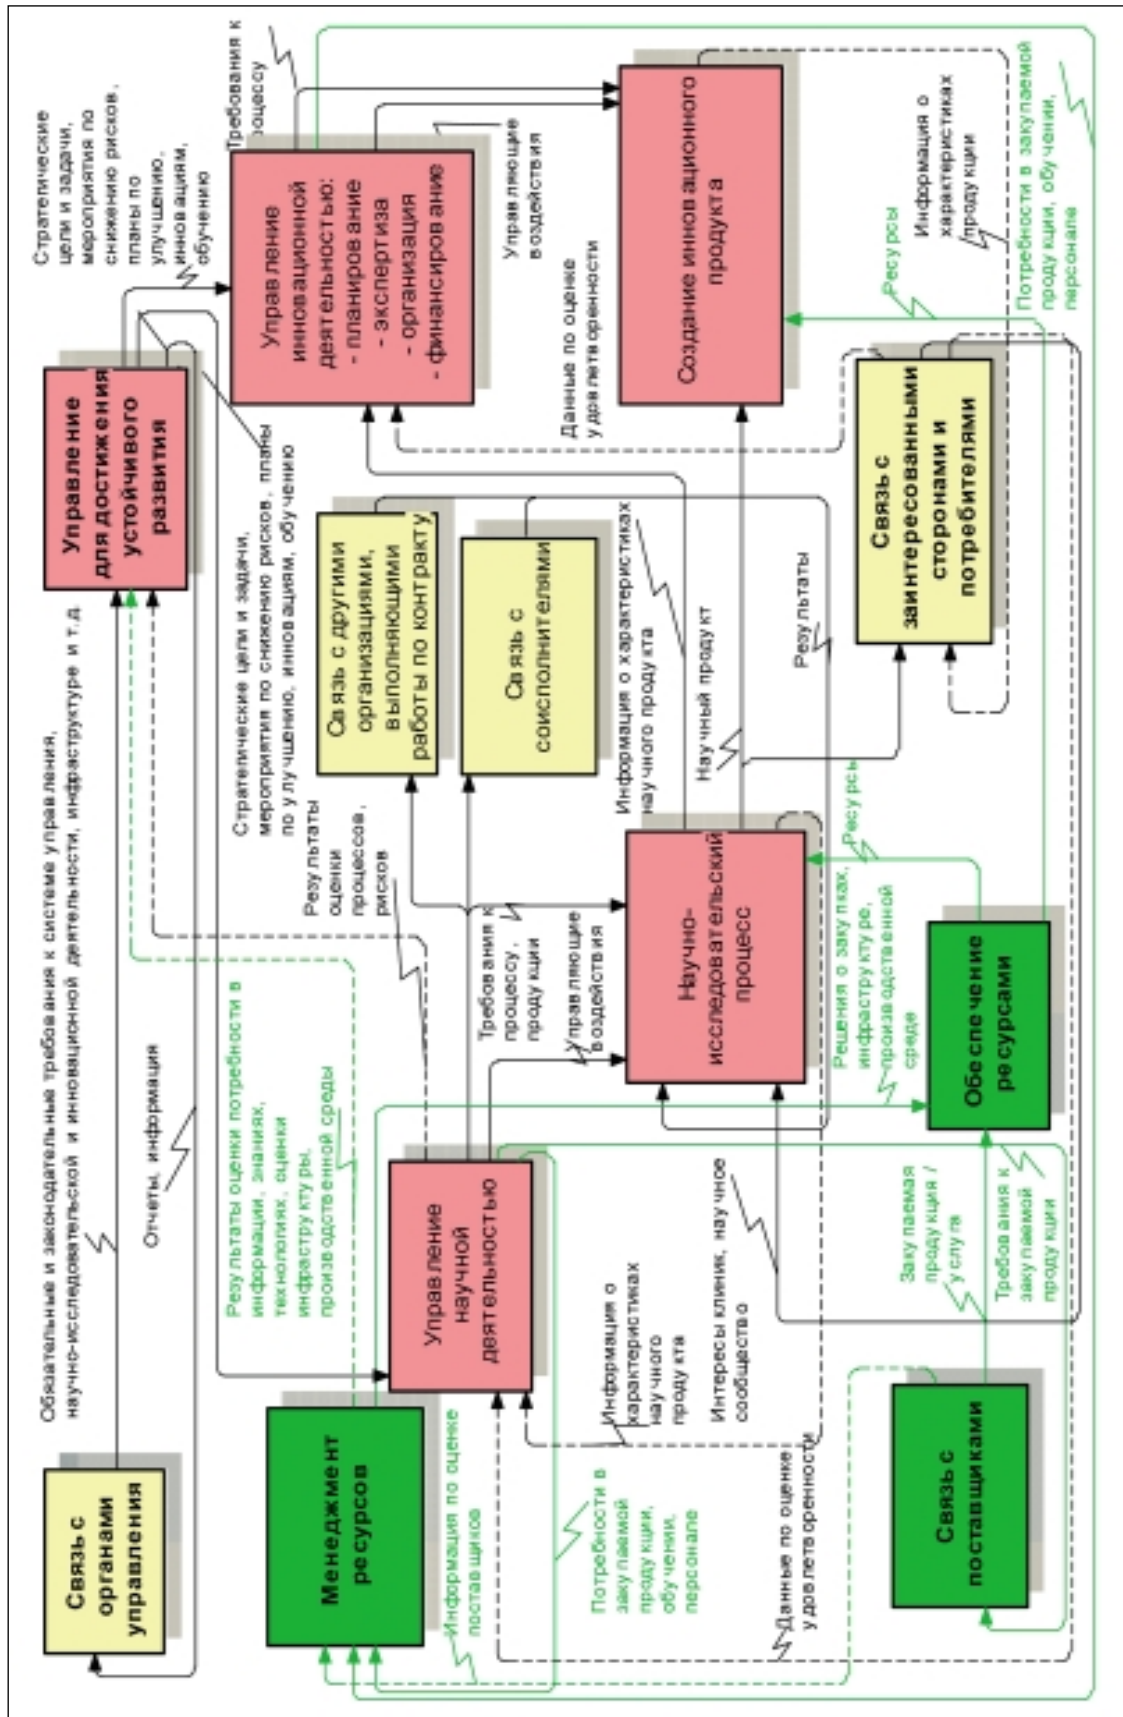 Обязательные и законодательные требования к системе управления,
научно-исследовательской и инновационной деятельности, инфраструктуре и т.д.
Стратегические
цели и задачи,
мероприятия по
снижению рисков,
планы по
улучшению,
инновациям,
обучению
Связь с
органами
управления
Отчеты, информация
Управление
для достижения
устойчивого
развития
Требования к
процессу
Результаты оценки потребности в
информации, знаниях,
технологиях, оценки
инфраструктуры,
производственной среды
Стратегические цели и задачи,
мероприятия по снижению рисков, планы
по улучшению, инновациям, обучению
Управление
инновационной
деятельностью:
- планирование
- экспертиза
- организация
- финансирование
Менеджмент
ресурсов
Результаты
оценки
процессов,
рисков
Связь с другими
организациями,
выполняющими
работы по контракту
Управление
научной
деятельностью
Информация по оценке
поставщиков
Требования к
процессу,
продукции
Связь с
соисполнителями
Управляющие
воздействия
Управляющие
воздействия
Данные по оценке
удовлетворенности
Потребности в
закупаемой
продукции,
обучении,
персонале
Информация о
характеристиках
научного
продукта
Информация о характеристиках
научного продукта
Научно-
исследовательский
процесс
Создание инновационного
продукта
Интересы клиник, научное
сообщество
Научный продукт
Данные по оценке
удовлетворенности
Результаты
Решения о закупках,
инфраструктуре,
производственной
среде
Ресурсы
Ресурсы
Информация о
характеристиках
продукции
Связь с
поставщиками
Закупаемая
продукция /
услуга
Обеспечение
ресурсами
Связь с
заинтересованными
сторонами и
потребителями
Требования к
закупаемой
продукции
Потребности в закупаемой
продукции, обучении,
персонале